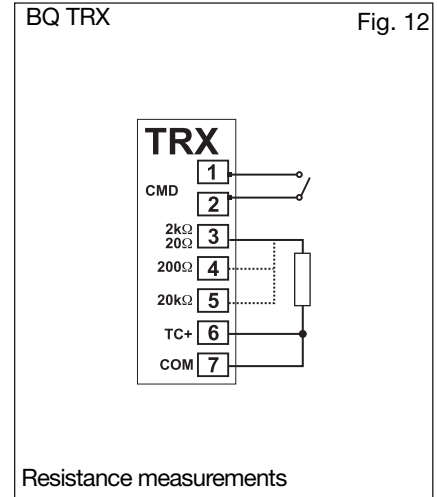 BQ TRX
Fig. 12
TRX
1
CMD
2
2kΩ
20Ω
3
200Ω 4
20kΩ 5
TC+ 6
COM 7
Resistance measurements